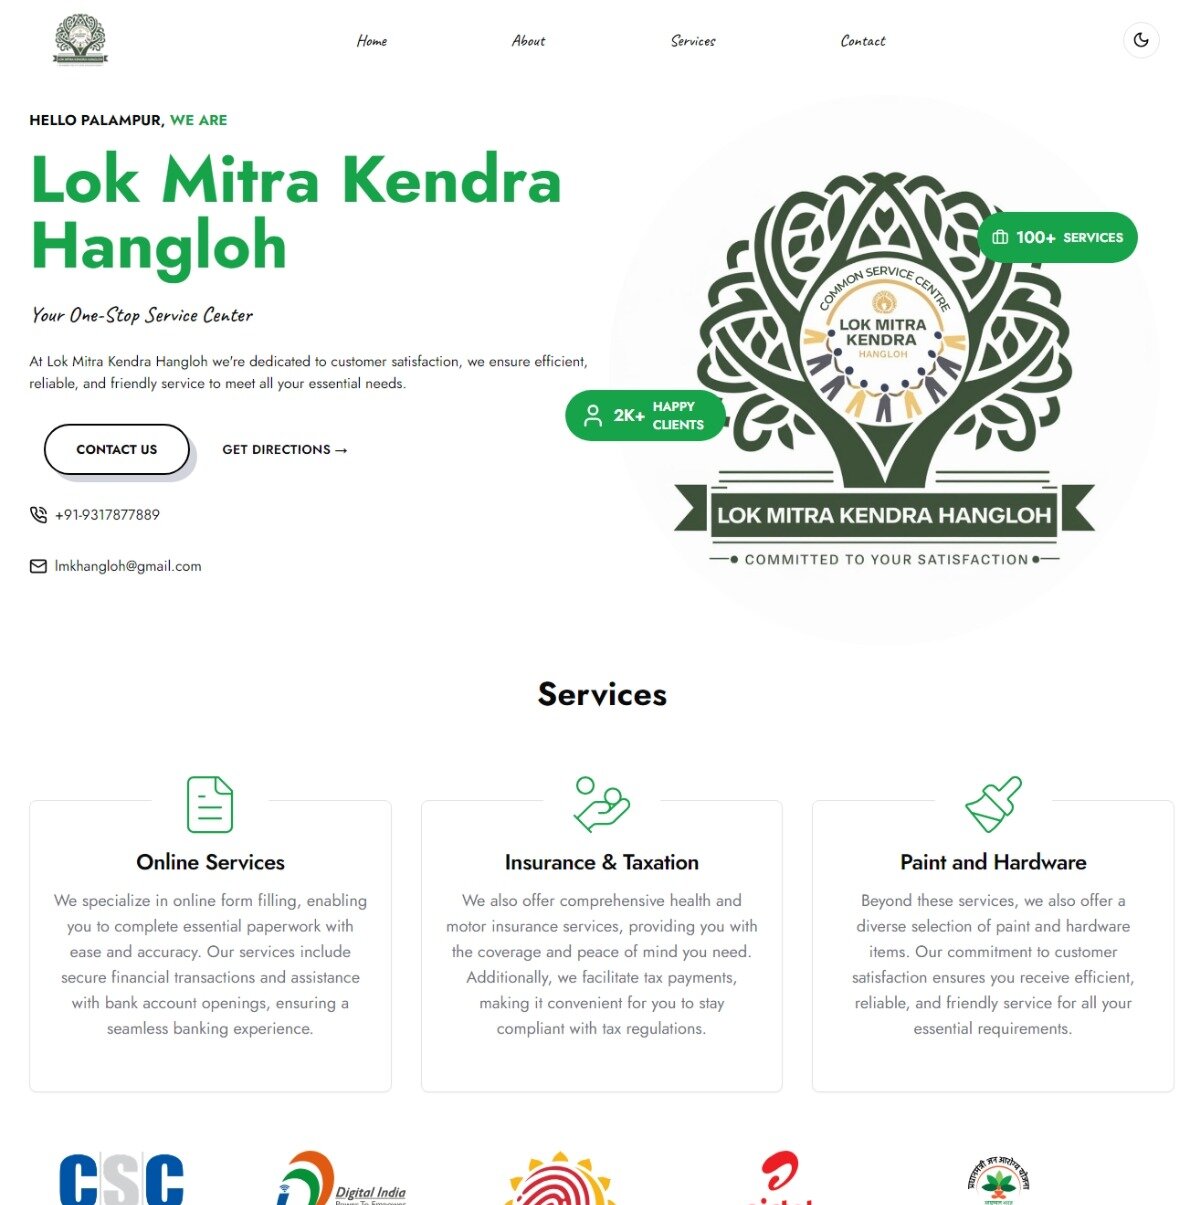 Home
About
Services
Contact
HELLO PALAMPUR, WE ARE
Lok Mitra Kendra
Hangloh
Your One-Stop Service Center
At Lok Mitra Kendra Hangloh we're dedicated to customer satisfaction, we ensure efficient,
reliable, and friendly service to meet all your essential needs.
CONTACT US
GET DIRECTIONS →
+91-9317877889
lmkhangloh@gmail.com
100+ SERVICES
COMMON SERVICE CENTRE
LOK MITRA
KENDRA
HANGLOH
2K+ HAPPY
CLIENTS
LOK MITRA KENDRA HANGLOH
COMMITTED TO YOUR SATISFACTION
Services
Online Services
We specialize in online form filling, enabling
you to complete essential paperwork with
ease and accuracy. Our services include
secure financial transactions and assistance
with bank account openings, ensuring a
seamless banking experience.
Insurance & Taxation
We also offer comprehensive health and
motor insurance services, providing you with
the coverage and peace of mind you need.
Additionally, we facilitate tax payments,
making it convenient for you to stay
compliant with tax regulations.
Paint and Hardware
Beyond these services, we also offer a
diverse selection of paint and hardware
items. Our commitment to customer
satisfaction ensures you receive efficient,
reliable, and friendly service for all your
essential requirements.
CSC
Digital India
Power To Empower
airtel
प्रधानमंत्री जन आरोग्य योजना